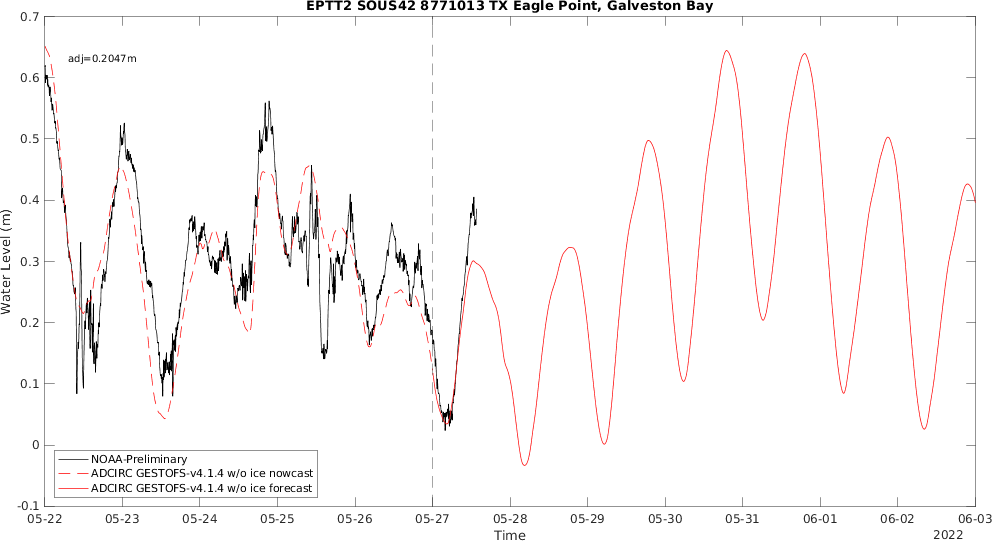 EPTT2 SOUS42 8771013 TX Eagle Point, Galveston Bay
adj=0.2047m
0.7
0.6
0.5
0.4
0.3
0.2
0.1
0
-0.1
Water Level (m)
NOAA-Preliminary
ADCIRC GESTOFS-v4.1.4 w/o ice nowcast
ADCIRC GESTOFS-v4.1.4 w/o ice forecast
05-22 05-23 05-24 05-25 05-26 05-27 05-28 05-29 05-30 05-31 06-01 06-02 06-03
Time
2022